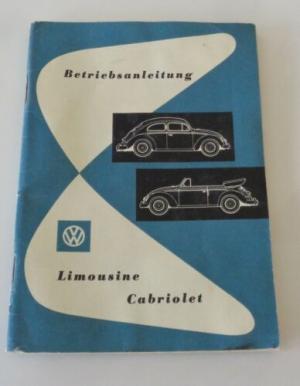 Betriebsanleitung
VW
Limousine
Cabriolet